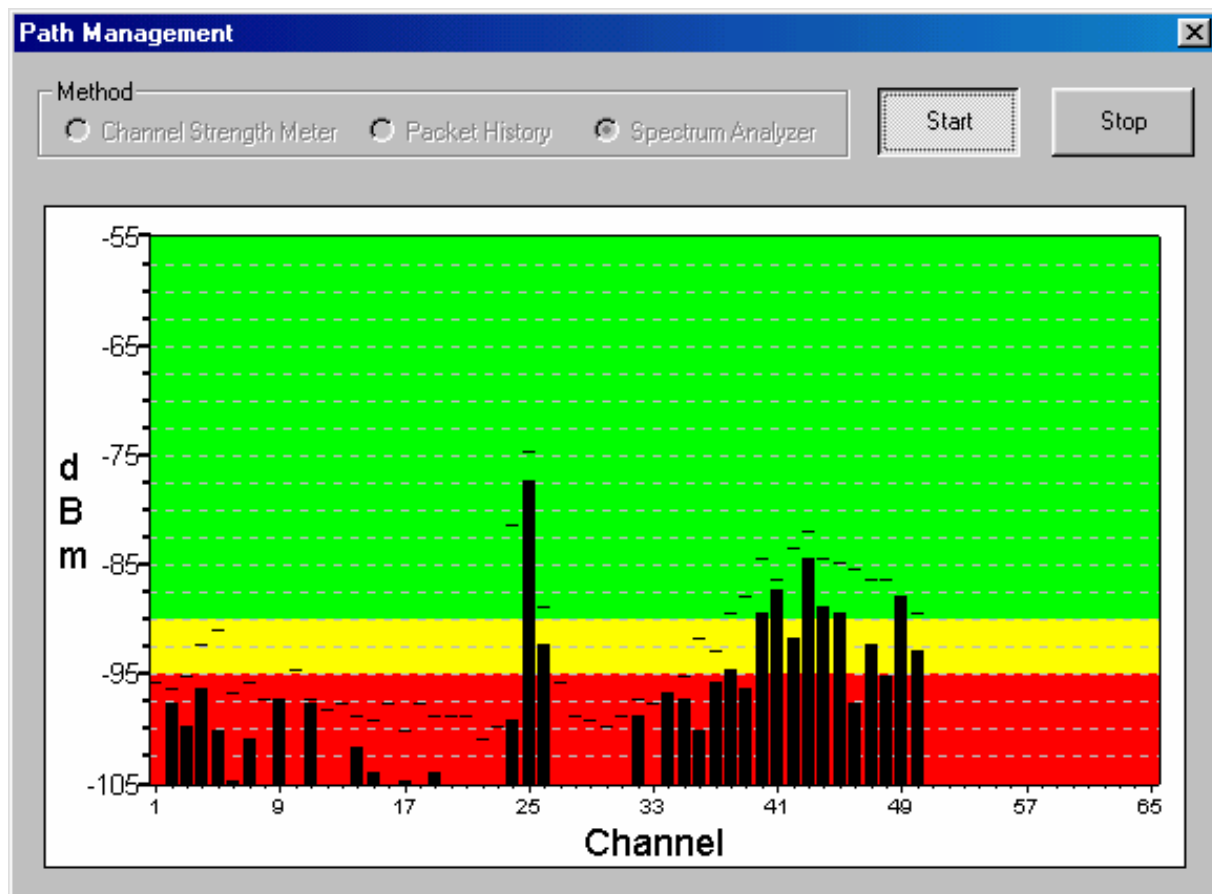 Path Management
Method
Channel Strength Meter Packet History Spectrum Analyzer
Start
Stop
-55
-65
-75
-85
-95
-105
dBm
1 9 17 25 33 41 49 57 65
Channel